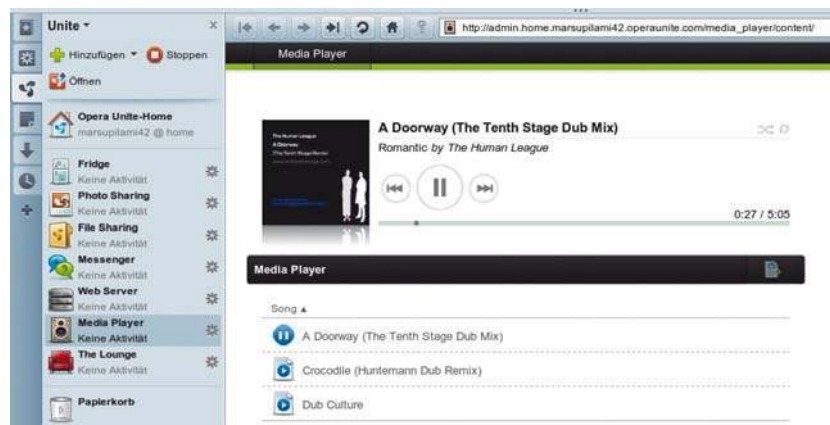 Unite
Hinzufügen
Stoppen
Öffnen
Opera Unite-Home
marsupilami42 @ home
Fridge
Keine Aktivität
Photo Sharing
Keine Aktivität
File Sharing
Keine Aktivität
Messenger
Keine Aktivität
Web Server
Keine Aktivität
Media Player
Keine Aktivität
The Lounge
Keine Aktivität
Papierkorb
http://admin.home.marsupilami42.operaunite.com/media_player/content/
Media Player
The Human League
A Doorway
A Doorway (The Tenth Stage Dub Mix)
Romantic by The Human League
0:27 / 5:05
Media Player
Song
A Doorway (The Tenth Stage Dub Mix)
Crocodile (Huntemann Dub Remix)
Dub Culture